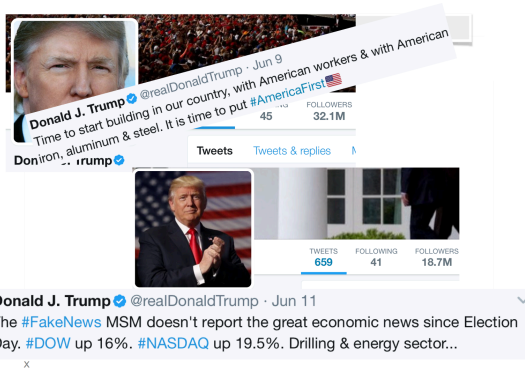 Donald J. Trump @realDonaldTrump · Jun 9
Time to start building in our country, with American workers & with American
iron, aluminum & steel. It is time to put #AmericaFirst
FOLLOWERS
45 32.1M
Tweets Tweets & replies
Trump
TWEETS FOLLOWING FOLLOWERS
659 41 18.7M
Donald J. Trump @realDonaldTrump · Jun 11
The #FakeNews MSM doesn't report the great economic news since Election
Day. #DOW up 16%. #NASDAQ up 19.5%. Drilling & energy sector...
x